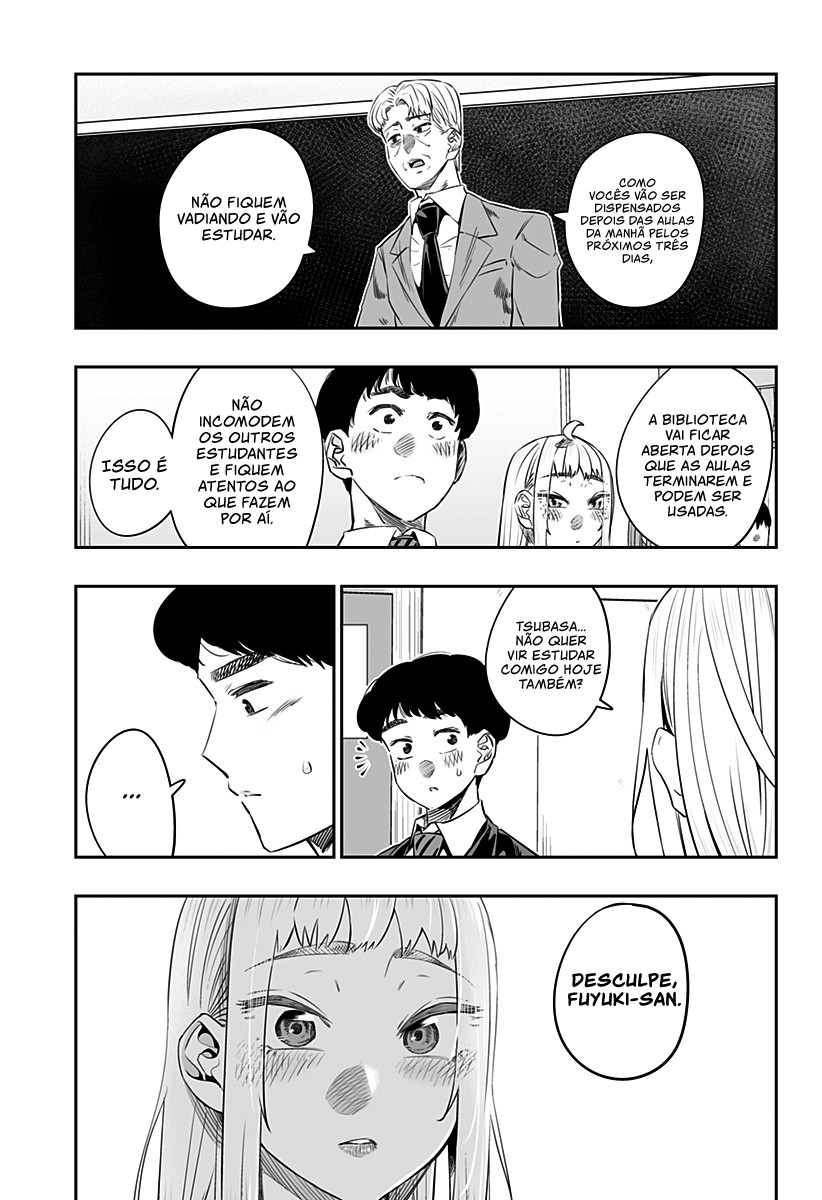 COMO
VOCÊS VÃO SER
DISPENSADOS
DEPOIS DAS AULAS
DA MANHÃ PELOS
PRÓXIMOS TRÊS
DIAS,
NÃO FIQUEM
VADIANDO E VÃO
ESTUDAR.
A BIBLIOTECA
VAI FICAR
ABERTA DEPOIS
QUE AS AULAS
TERMINAREM E
PODEM SER
USADAS.
NÃO
INCOMODEM
OS OUTROS
ESTUDANTES
E FIQUEM
ATENTOS AO
QUE FAZEM
POR AÍ.
ISSO É
TUDO.
TSUBASA...
NÃO QUER
VIR ESTUDAR
COMIGO HOJE
TAMBÉM?
...
DESCULPE,
FUYUKI-SAN.